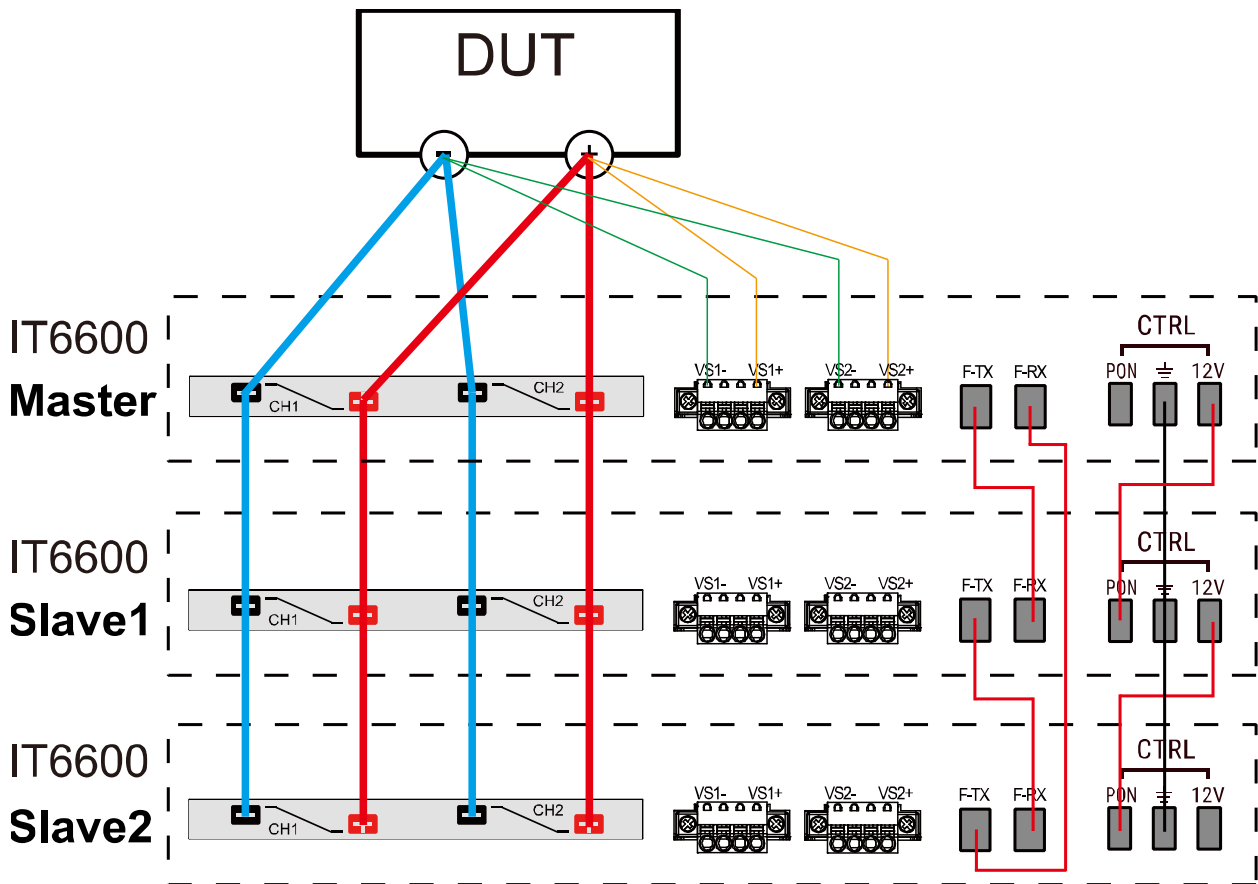 DUT
- +
CTRL
IT6600
Master
CH1 CH2
VS1- VS1+ VS2- VS2+
F-TX F-RX
PON 12V
CTRL
IT6600
Slave1
CH1 CH2
VS1- VS1+ VS2- VS2+
F-TX F-RX
PON 12V
CTRL
IT6600
Slave2
CH1 CH2
VS1- VS1+ VS2- VS2+
F-TX F-RX
PON 12V